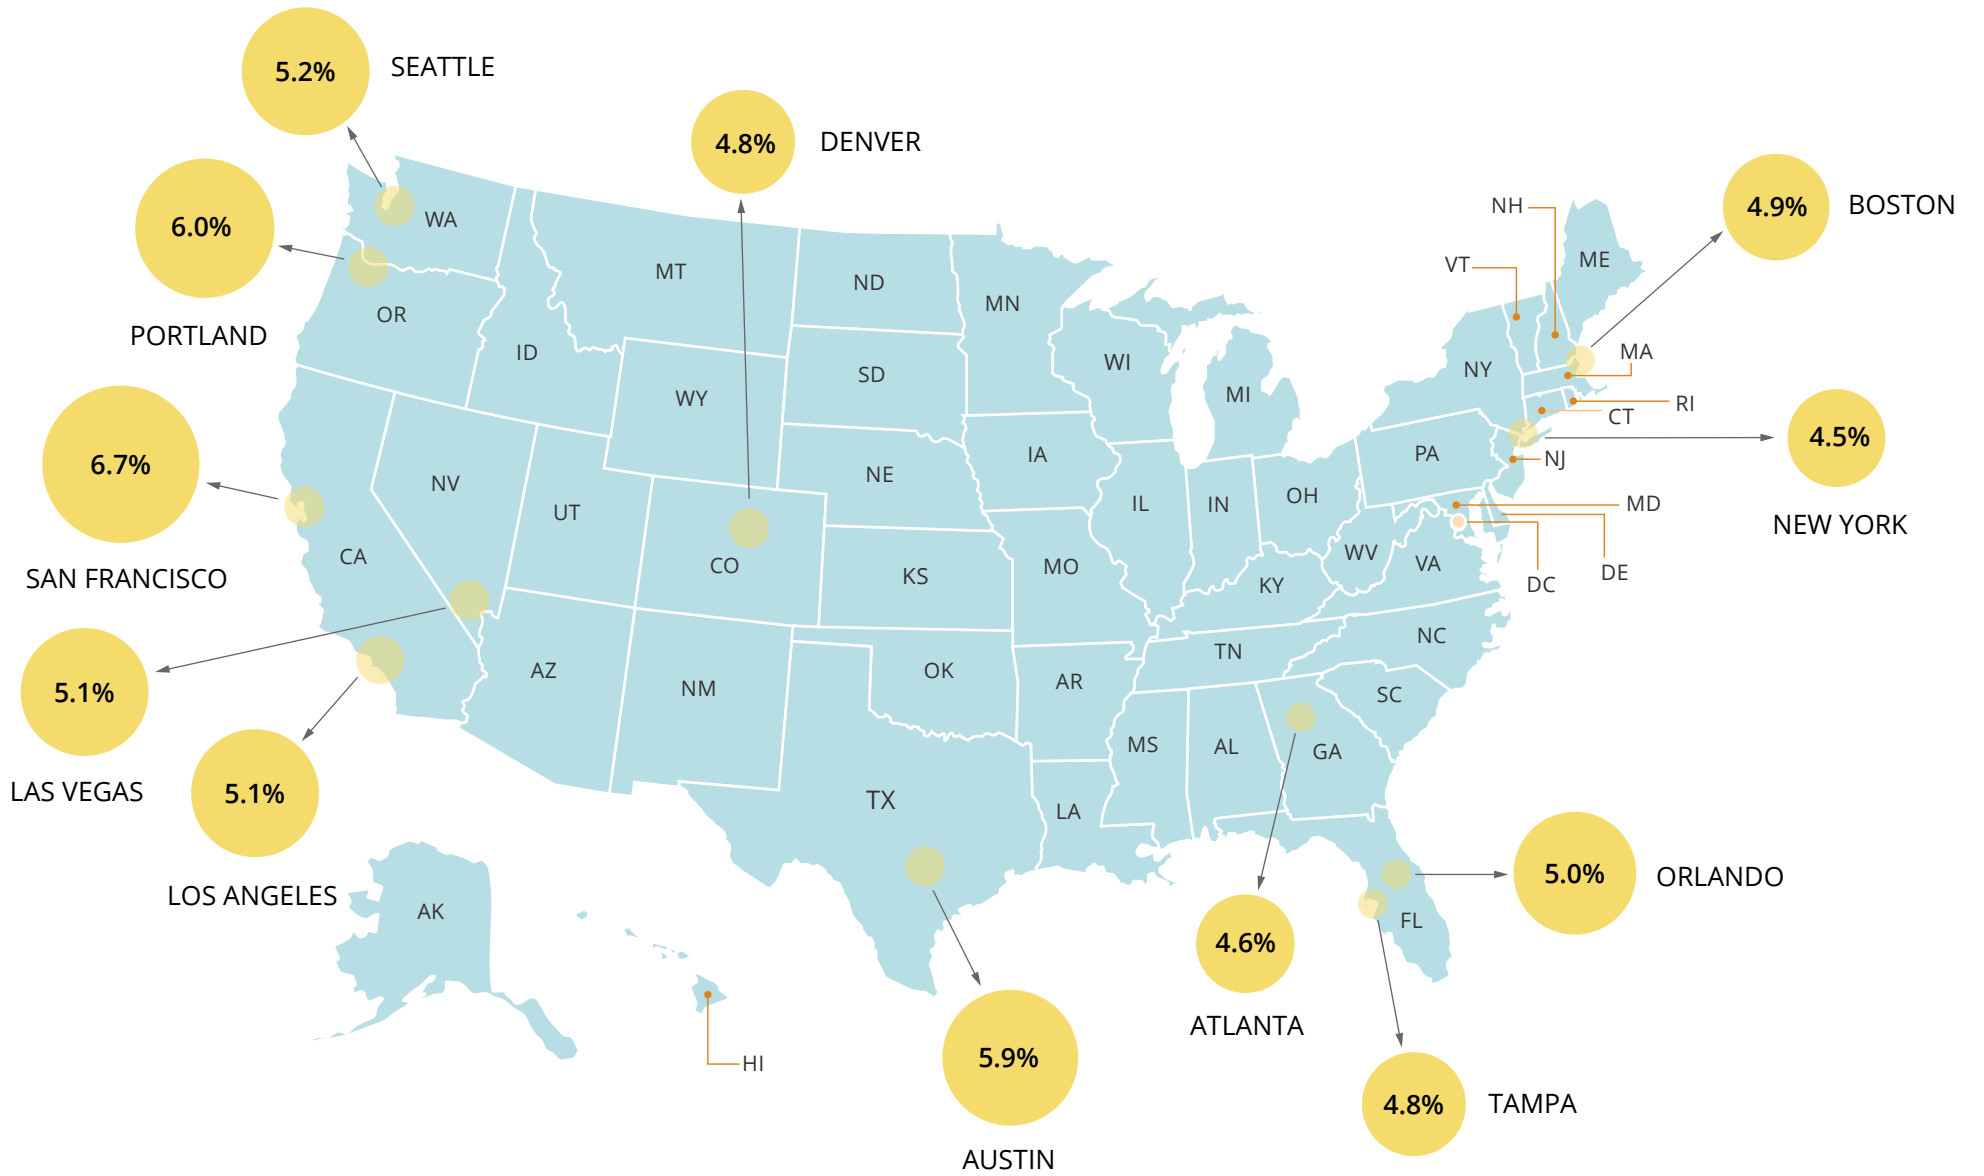 5.2%
SEATTLE
4.8%
DENVER
6.0%
PORTLAND
4.9%
BOSTON
6.7%
SAN FRANCISCO
4.5%
NEW YORK
5.1%
LAS VEGAS
5.1%
LOS ANGELES
5.0%
ORLANDO
4.6%
ATLANTA
5.9%
AUSTIN
4.8%
TAMPA
WA
OR
ID
MT
ND
MN
WY
SD
WI
MI
NV
UT
CO
NE
IA
IL
IN
OH
PA
NY
VT
NH
ME
MA
RI
CT
NJ
MD
DE
DC
CA
KS
MO
KY
WV
VA
AZ
NM
OK
AR
TN
NC
SC
TX
LA
MS
AL
GA
FL
AK
HI